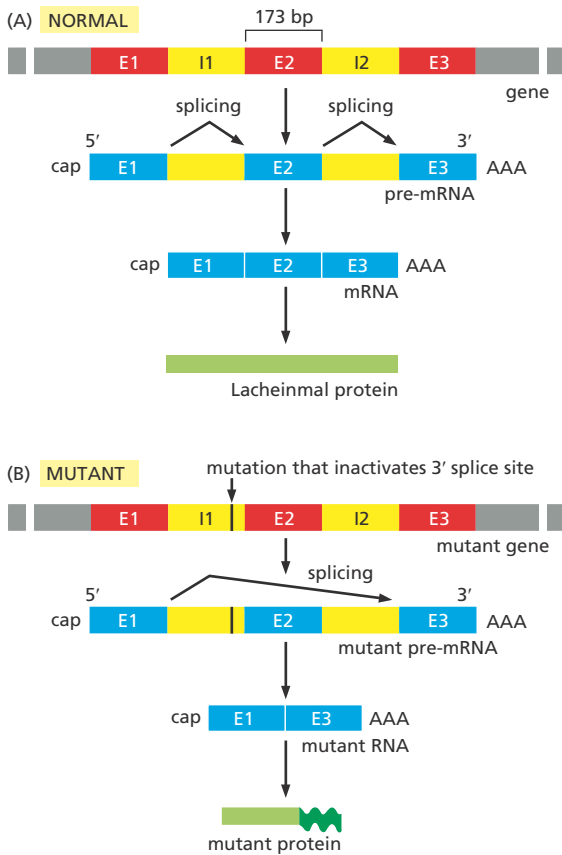 (A) NORMAL
173 bp
E1 I1 E2 I2 E3
gene
splicing splicing
5′ 3′
cap E1 E2 E3 AAA
pre-mRNA
cap E1 E2 E3 AAA
mRNA
Lacheinmal protein
(B) MUTANT
mutation that inactivates 3′ splice site
E1 I1 E2 I2 E3
mutant gene
splicing
5′ 3′
cap E1 E2 E3 AAA
mutant pre-mRNA
cap E1 E3 AAA
mutant RNA
mutant protein